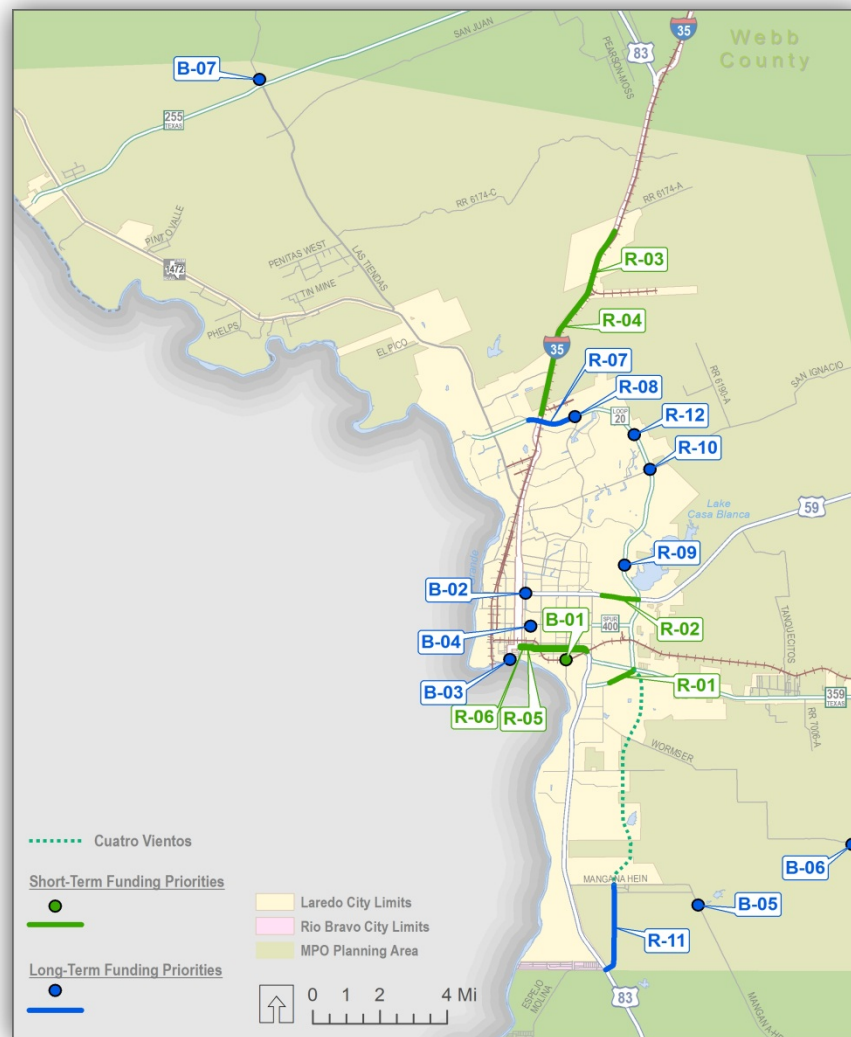 35
83
Webb
County
SAN JUAN
PEARSON-MOSS
B-07
255
TEXAS
RR 6174-C
RR 6174-A
PINTO VALLE
PENITAS WEST
LAS TIENDAS
1472
TIN MINE
PHELPS
EL PICO
R-03
R-04
35
R-07
R-08
LOOP
20
R-12
R-10
RR 6190-A
SAN IGNACIO
Lake
Casa Blanca
59
R-09
B-02
B-01
SPUR
400
R-02
B-04
TANQUECITOS
B-03
R-01
R-06
R-05
359
TEXAS
RR 7006-A
WORMSER
B-06
MANGANA HEIN
B-05
R-11
83
ESPEJO
MOLINA
MANGANA-HE
Cuatro Vientos
Short-Term Funding Priorities
Long-Term Funding Priorities
Laredo City Limits
Rio Bravo City Limits
MPO Planning Area
0 1 2 4 Mi